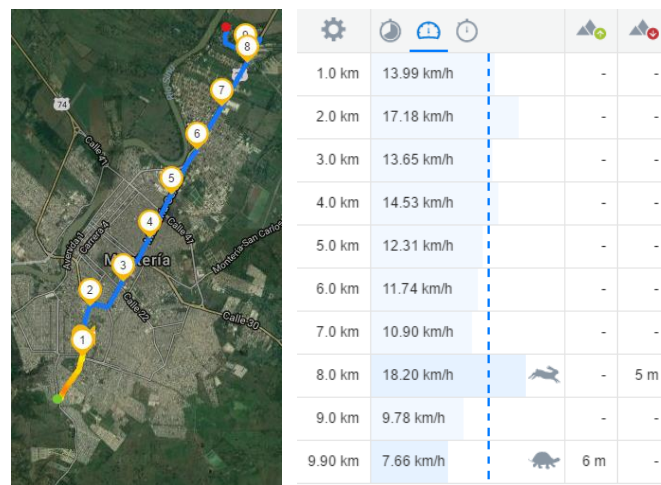 9
8
7
74
6
Calle 41
5
4
Calle 41
Avenida 1
Carrera 4
Montería San Carlos
Montería
3
2
Calle 22
Calle 30
1
1.0 km 13.99 km/h - -
2.0 km 17.18 km/h - -
3.0 km 13.65 km/h - -
4.0 km 14.53 km/h - -
5.0 km 12.31 km/h - -
6.0 km 11.74 km/h - -
7.0 km 10.90 km/h - -
8.0 km 18.20 km/h - 5 m
9.0 km 9.78 km/h - -
9.90 km 7.66 km/h 6 m -